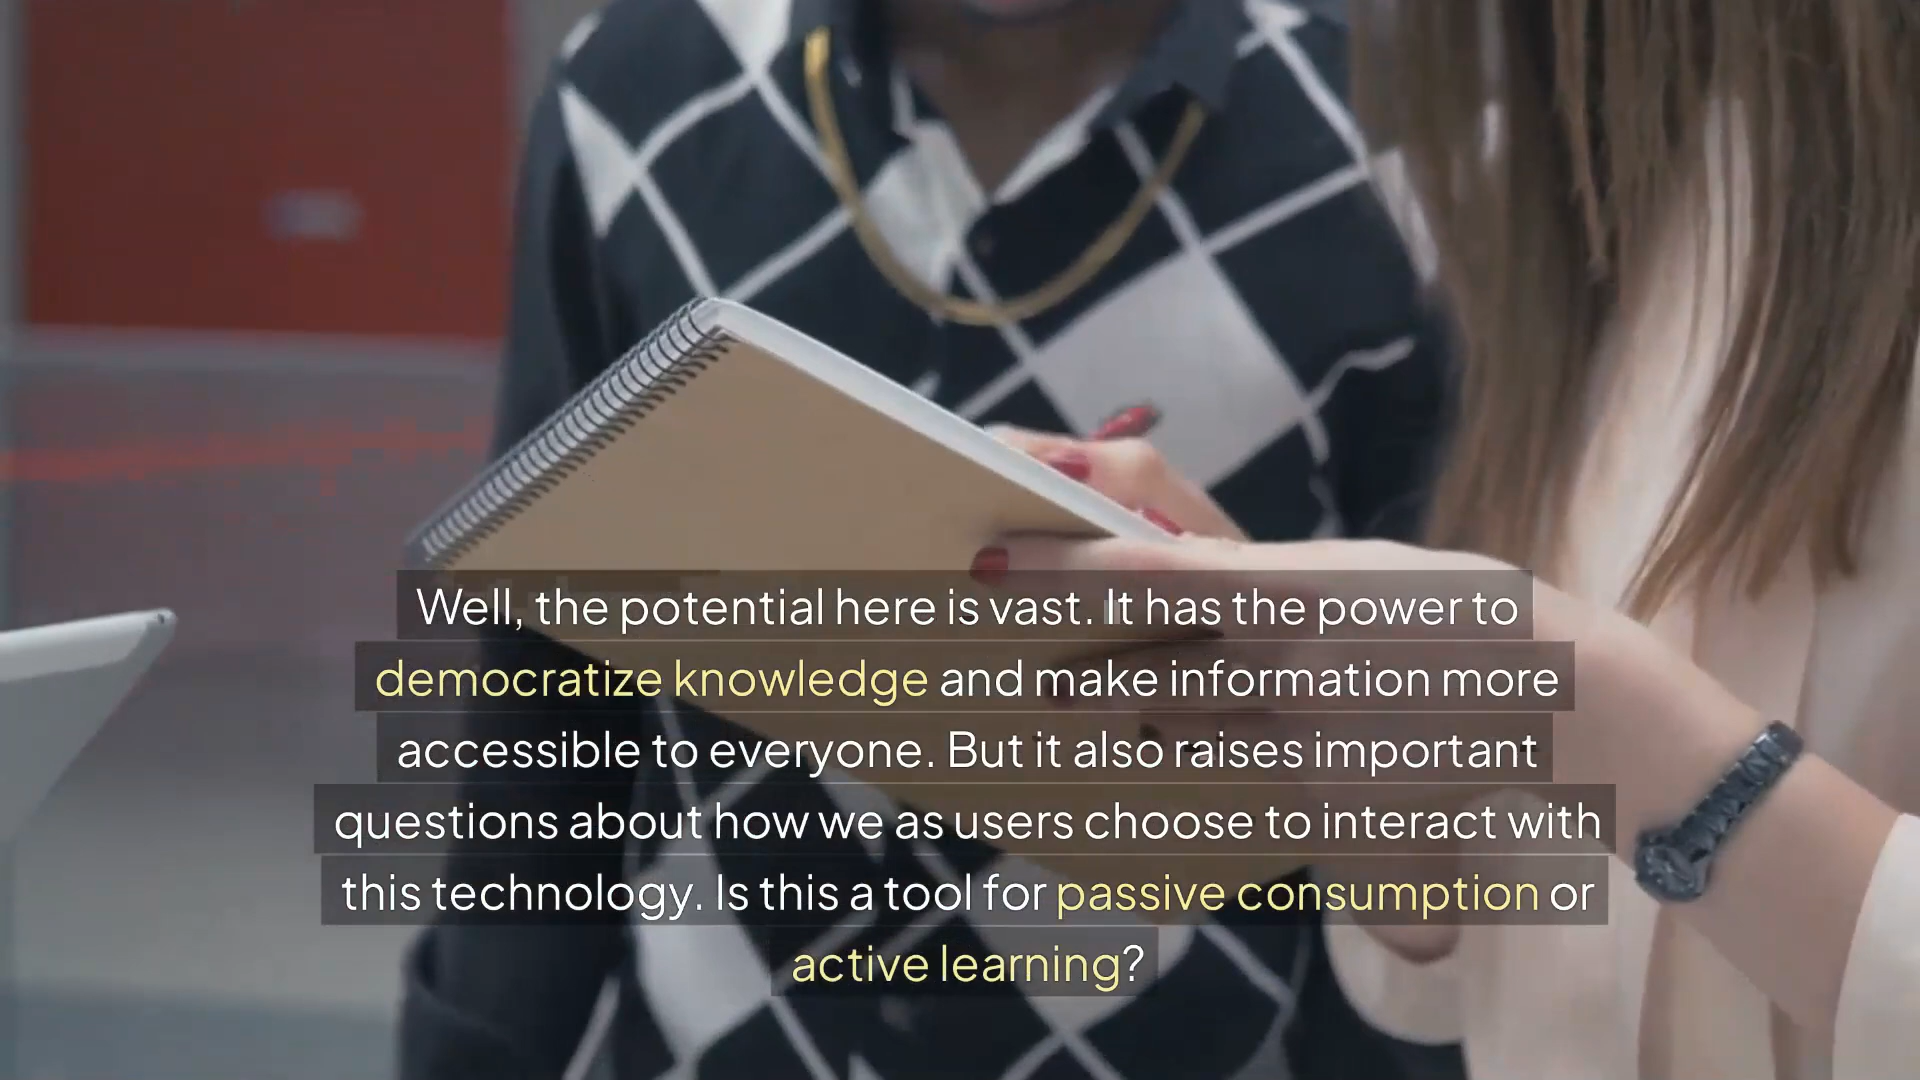 Well, the potential here is vast. It has the power to
democratize knowledge and make information more
accessible to everyone. But it also raises important
questions about how we as users choose to interact with
this technology. Is this a tool for passive consumption or
active learning?